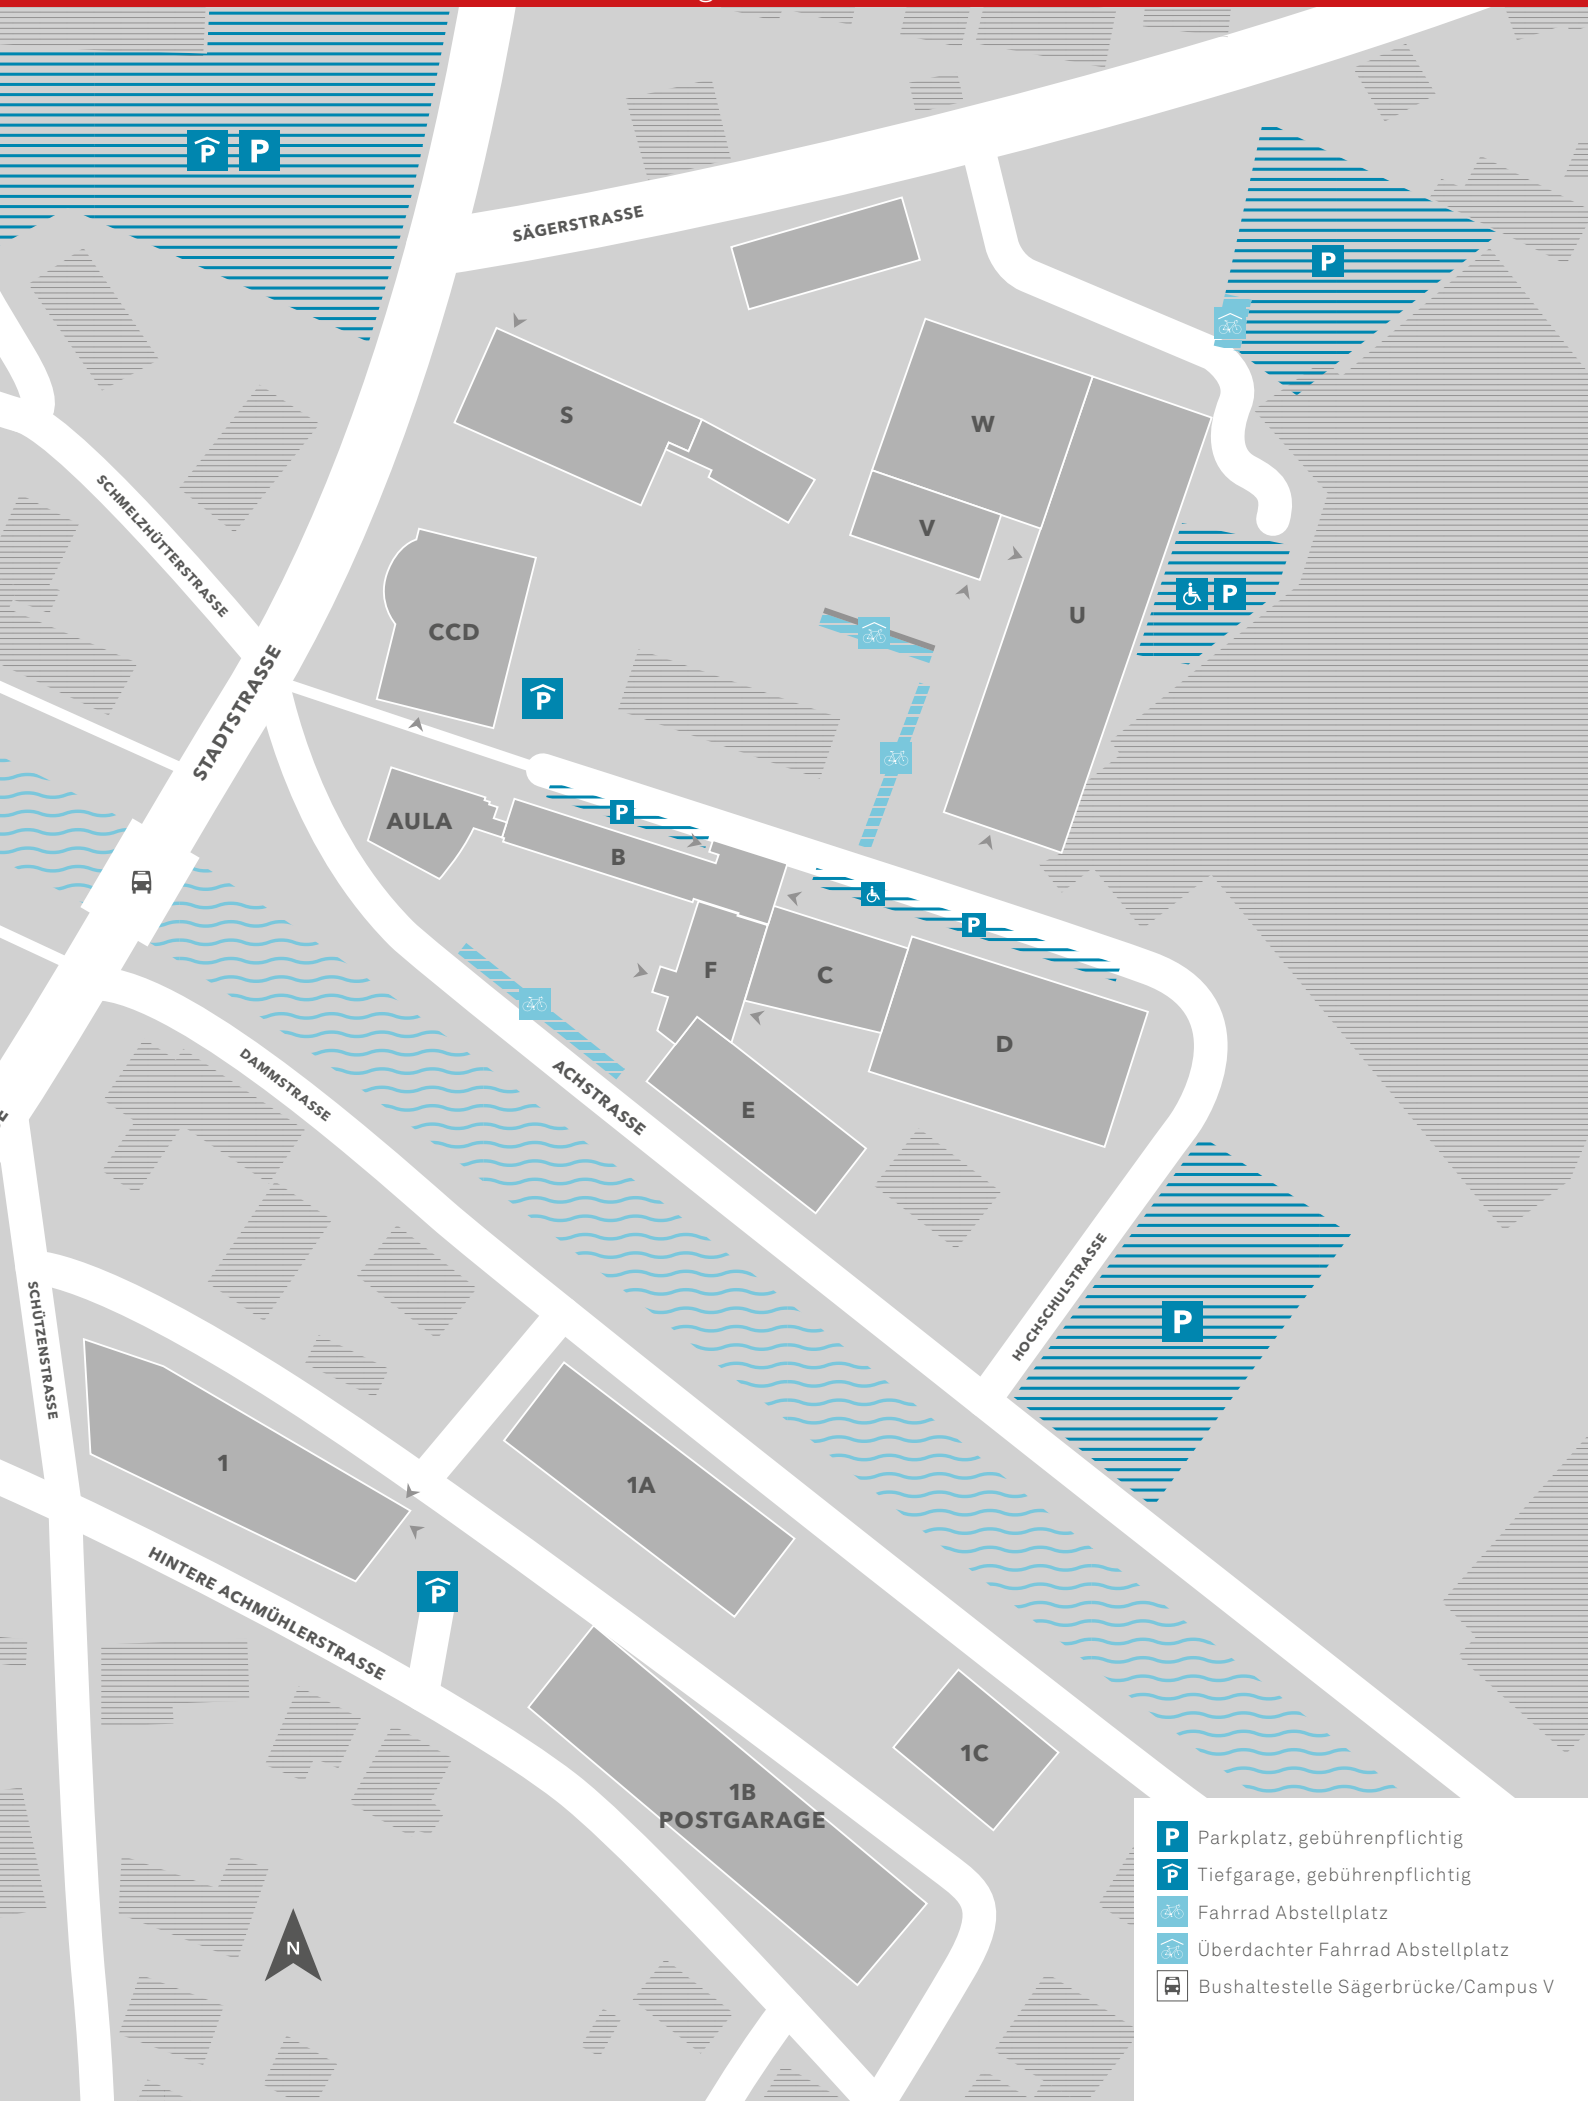 P
P
SÄGERSTRASSE
P
S
W
SCHMELZHÜTTERSTRASSE
V
P
CCD
U
STADTSTRASSE
P
P
AULA
B
P
F
C
D
DAMMSTRASSE
ACHSTRASSE
E
HOCHSCHULSTRASSE
SCHÜTZENSTRASSE
P
1
1A
HINTERE ACHMÜHLERSTRASSE
P
1C
1B
POSTGARAGE
N
P Parkplatz, gebührenpflichtig
P Tiefgarage, gebührenpflichtig
Fahrrad Abstellplatz
Überdachter Fahrrad Abstellplatz
Bushaltestelle Sägerbrücke/Campus V